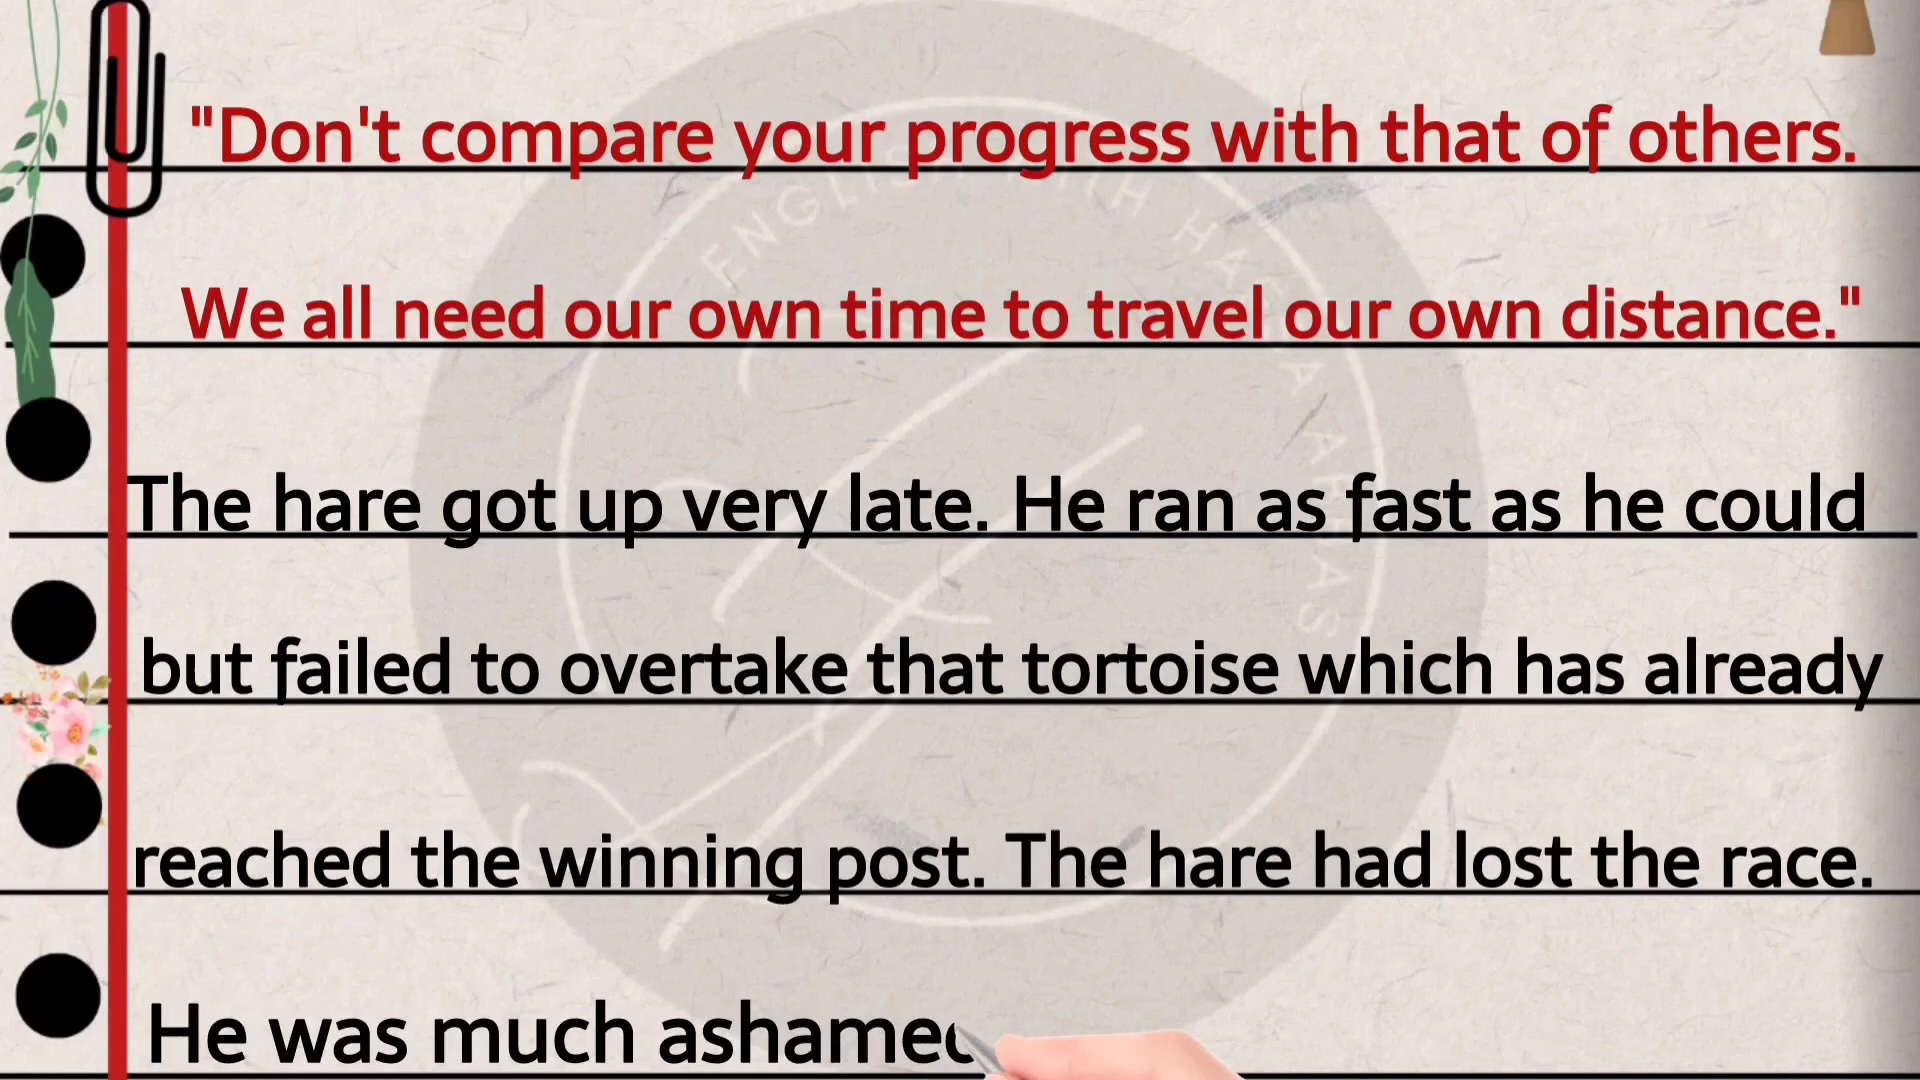 "Don't compare your progress with that of others.
We all need our own time to travel our own distance."
The hare got up very late. He ran as fast as he could
but failed to overtake that tortoise which has already
reached the winning post. The hare had lost the race.
He was much ashamed